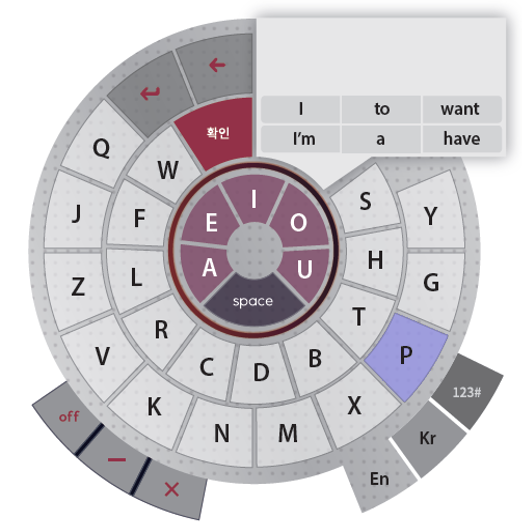 I to want
I'm a have
← 
↵
확인
Q W
J F
Z L
V R
K C
N D
M B
X T
P H
G S
Y
E I O
A U
space
off
−
×
123#
Kr
En